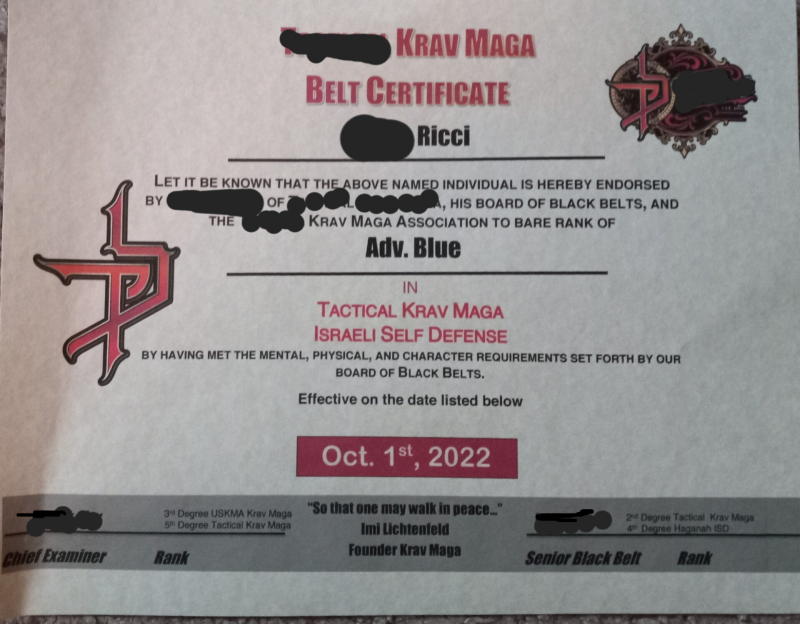 Krav Maga
Belt Certificate
Ricci
Let it be known that the above named individual is hereby endorsed
by of , his board of black belts, and
the Krav Maga Association to bare rank of
Adv. Blue
in
Tactical Krav Maga
Israeli Self Defense
by having met the mental, physical, and character requirements set forth by our
Board of Black Belts.
Effective on the date listed below
Oct. 1st, 2022
3rd Degree USKMA Krav Maga
5th Degree Tactical Krav Maga
Chief Examiner Rank
"So that one may walk in peace..."
Imi Lichtenfeld
Founder Krav Maga
2nd Degree Tactical Krav Maga
4th Degree Haganah ISD
Senior Black Belt Rank